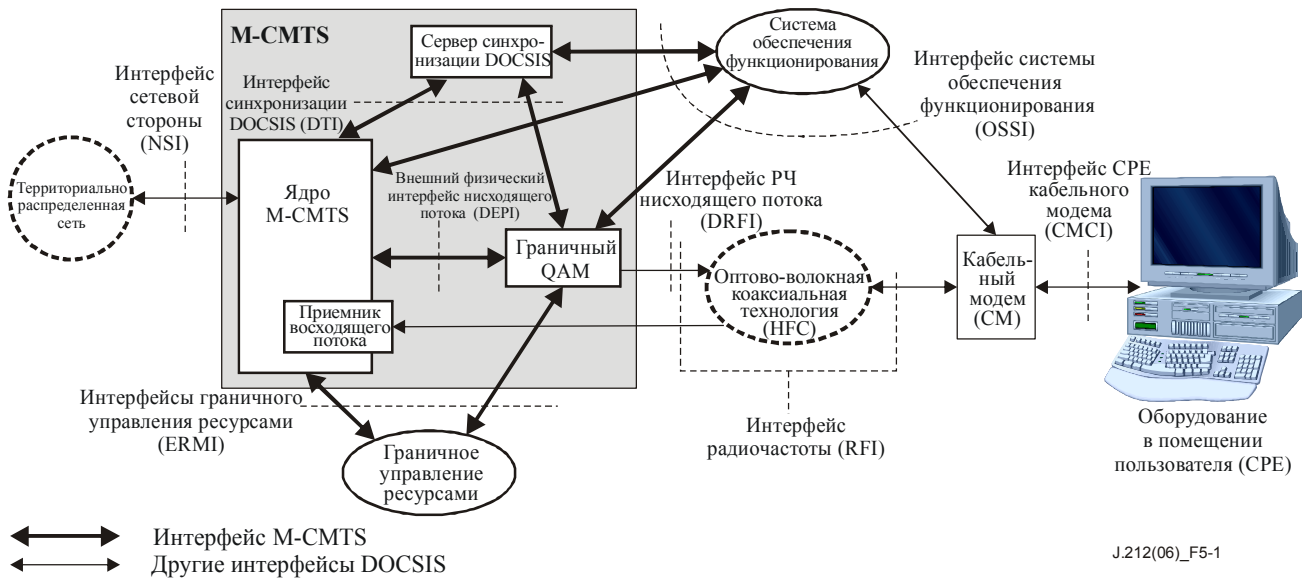 M-CMTS
Сервер синхро-
низации DOCSIS
Система
обеспечения
функционирования
Интерфейс
сетевой
стороны
(NSI)
Интерфейс
синхронизации
DOCSIS (DTI)
Интерфейс системы
обеспечения
функционирования
(OSSI)
Территориально
распределенная
сеть
Ядро
M-CMTS
Внешний физический
интерфейс нисходящего
потока (DEPI)
Интерфейс РЧ
нисходящего потока
(DRFI)
Интерфейс CPE
кабельного
модема
(CMCI)
Граничный
QAM
Оптово-волокная
коаксиальная
технология
(HFC)
Кабель-
ный
модем
(CM)
Приемник
восходящего
потока
Интерфейсы граничного
управления ресурсами
(ERMI)
Интерфейс
радиочастоты (RFI)
Оборудование
в помещении
пользователя (CPE)
Граничное
управление
ресурсами
Интерфейс M-CMTS
Другие интерфейсы DOCSIS
J.212(06)_F5-1